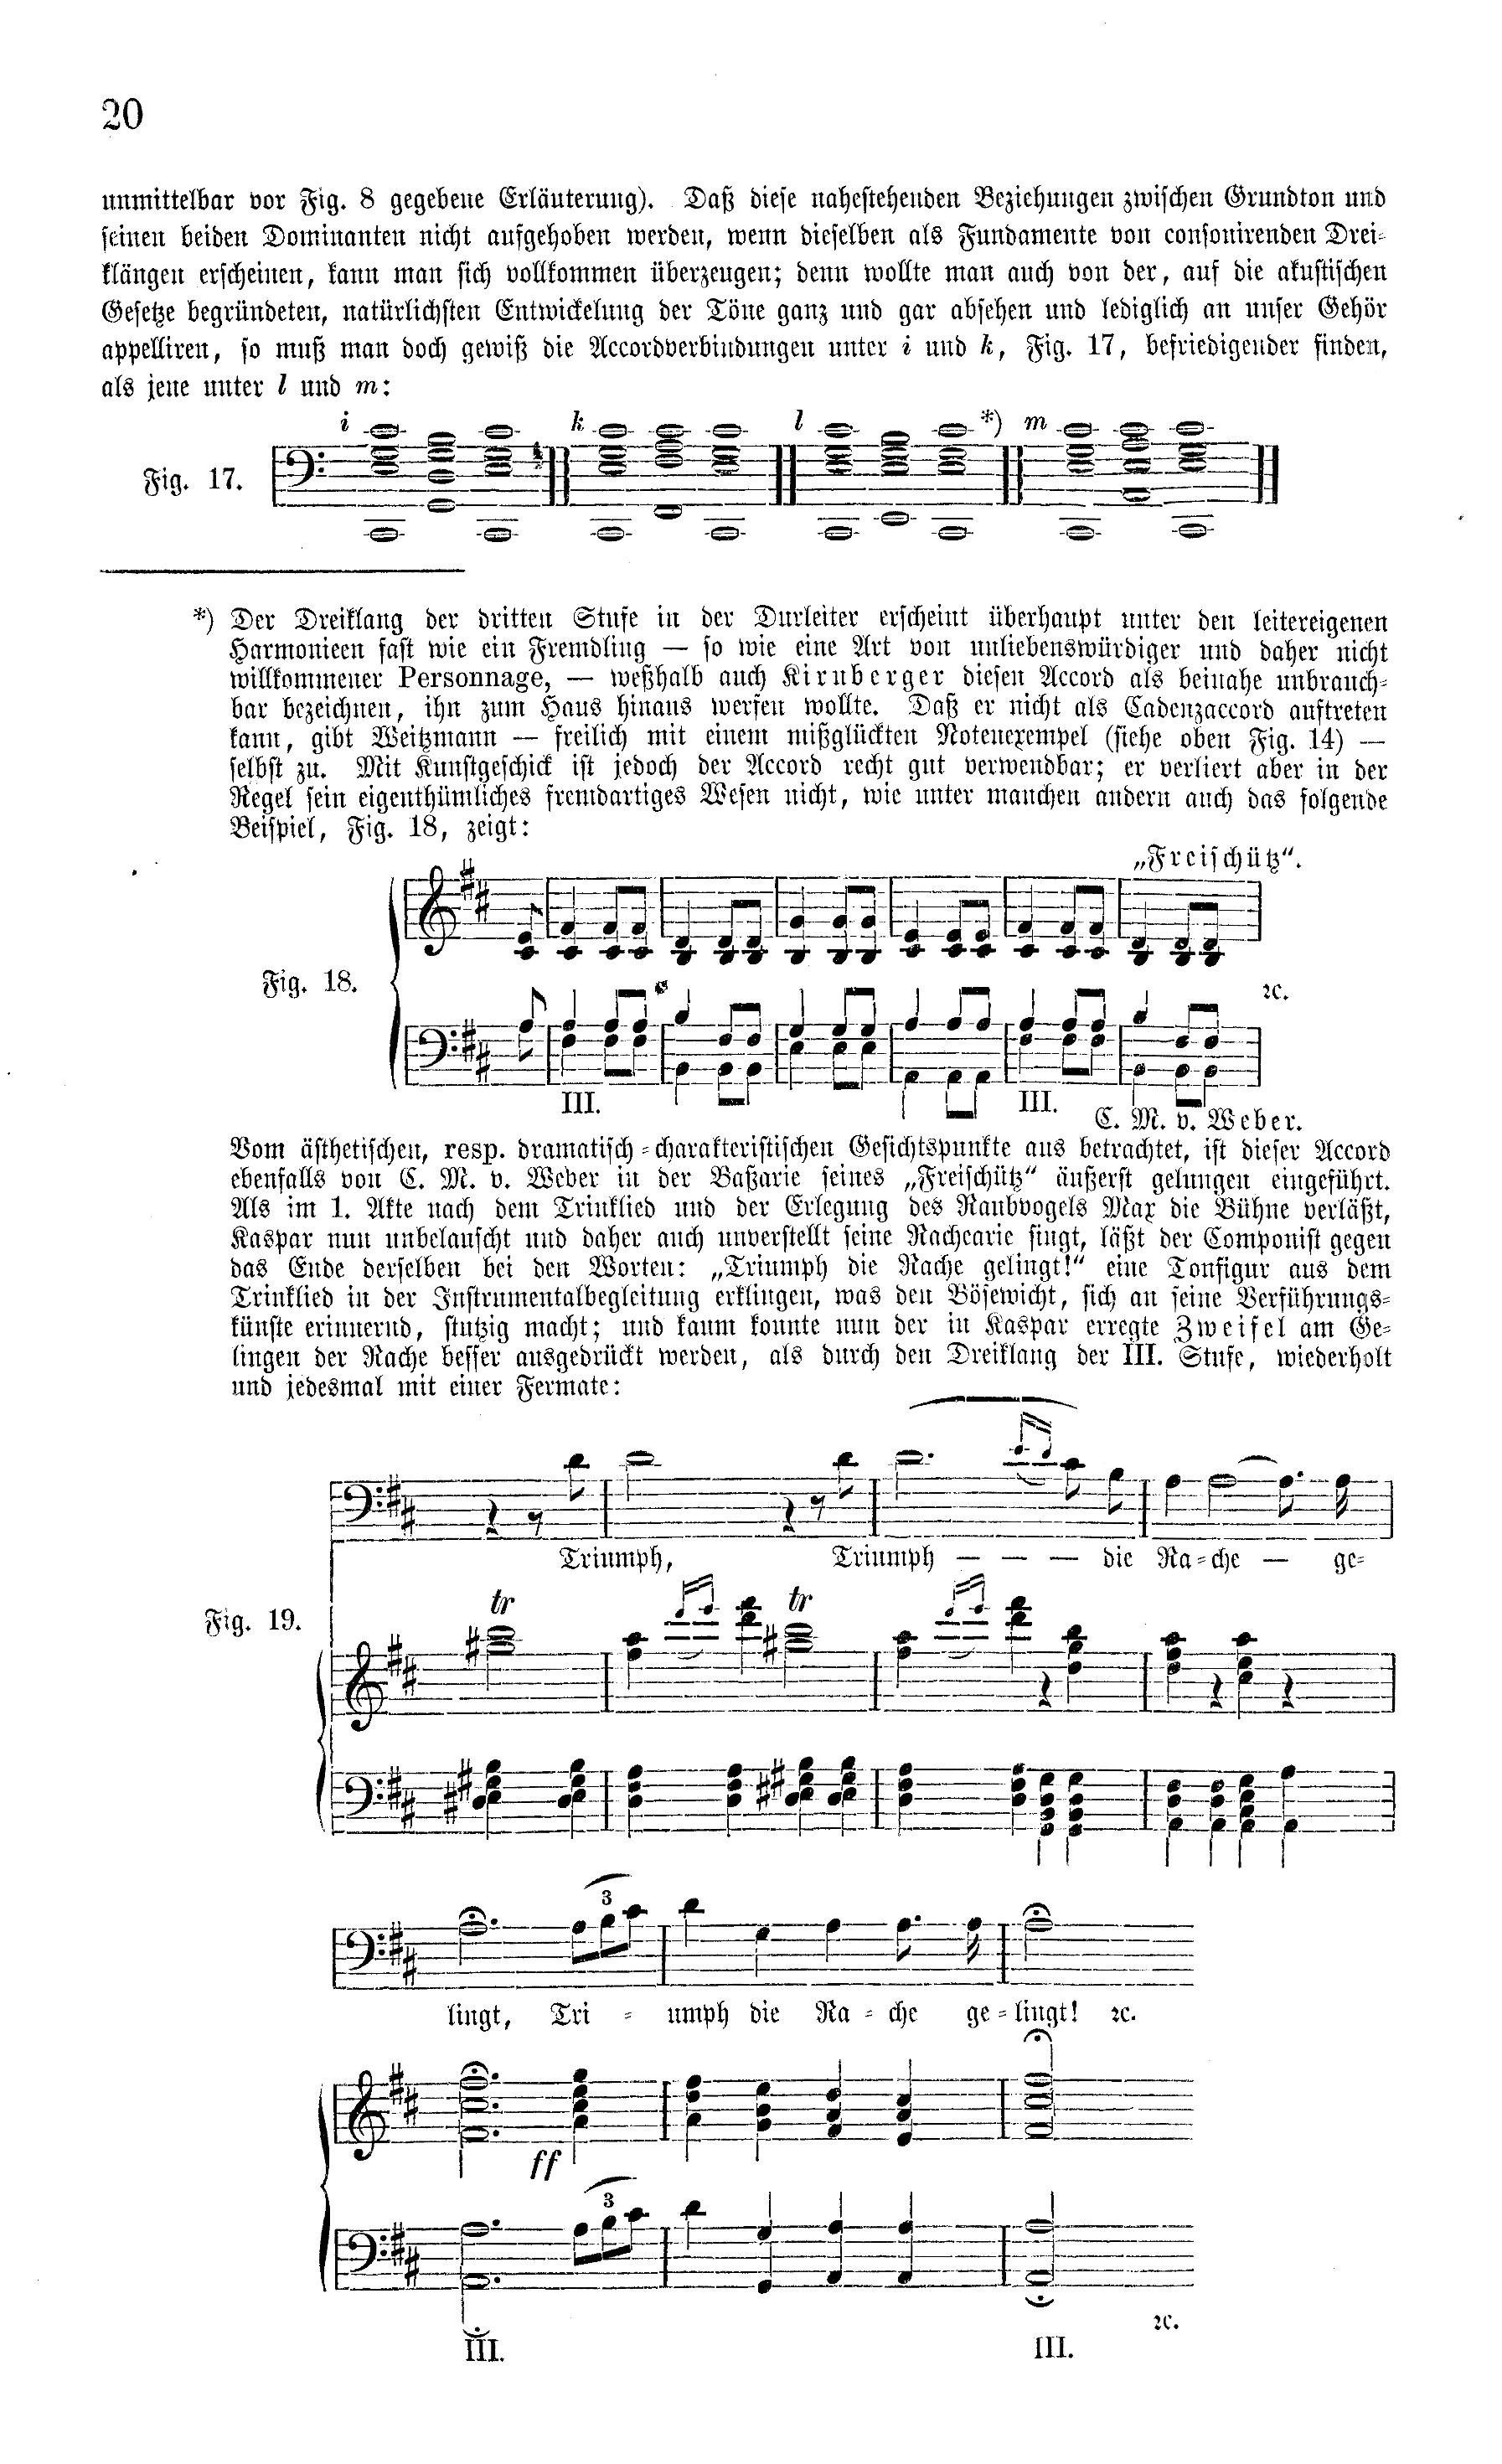 20
unmittelbar vor Fig. 8 gegebene Erläuterung). Daß diese nahestehenden Beziehungen zwischen Grundton und
seinen beiden Dominanten nicht aufgehoben werden, wenn dieselben als Fundamente von consonirenden Drei-
klängen erscheinen, kann man sich vollkommen überzeugen; denn wollte man auch von der, auf die akustischen
Gesetze begründeten, natürlichsten Entwickelung der Töne ganz und gar absehen und lediglich an unser Gehör
appelliren, so muß man doch gewiß die Accordverbindungen unter i und k, Fig. 17, befriedigender finden,
als jene unter l und m:
i k l *) m
Fig. 17.
*) Der Dreiklang der dritten Stufe in der Durleiter erscheint überhaupt unter den leitereigenen
Harmonieen fast wie ein Fremdling — so wie eine Art von unliebenswürdiger und daher nicht
willkommener Personnage, — weßhalb auch Kirnberger diesen Accord als beinahe unbrauch-
bar bezeichnen, ihn zum Haus hinaus werfen wollte. Daß er nicht als Cadenzaccord auftreten
kann, gibt Weitzmann — freilich mit einem mißglückten Notenexempel (siehe oben Fig. 14) —
selbst zu. Mit Kunstgeschick ist jedoch der Accord recht gut verwendbar; er verliert aber in der
Regel sein eigenthümliches fremdartiges Wesen nicht, wie unter manchen andern auch das folgende
Beispiel, Fig. 18, zeigt:
„Freischütz“.
Fig. 18.
ꝛc.
III. III.
C. M. v. Weber.
Vom ästhetischen, resp. dramatisch-charakteristischen Gesichtspunkte aus betrachtet, ist dieser Accord
ebenfalls von C. M. v. Weber in der Baßarie seines „Freischütz“ äußerst gelungen eingeführt.
Als im 1. Akte nach dem Trinklied und der Erlegung des Raubvogels Max die Bühne verläßt,
Kaspar nun unbelauscht und daher auch unverstellt seine Rachearie singt, läßt der Componist gegen
das Ende derselben bei den Worten: „Triumph die Rache gelingt!“ eine Tonfigur aus dem
Trinklied in der Instrumentalbegleitung erklingen, was den Bösewicht, sich an seine Verführungs-
künste erinnernd, stutzig macht; und kaum konnte nun der in Kaspar erregte Zweifel am Ge-
lingen der Rache besser ausgedrückt werden, als durch den Dreiklang der III. Stufe, wiederholt
und jedesmal mit einer Fermate:
Triumph, Triumph — — — die Ra-che — ge-
tr tr
Fig. 19.
3
lingt, Tri - umph die Ra - che ge-lingt! ꝛc.
ff
3
ꝛc.
III. III.